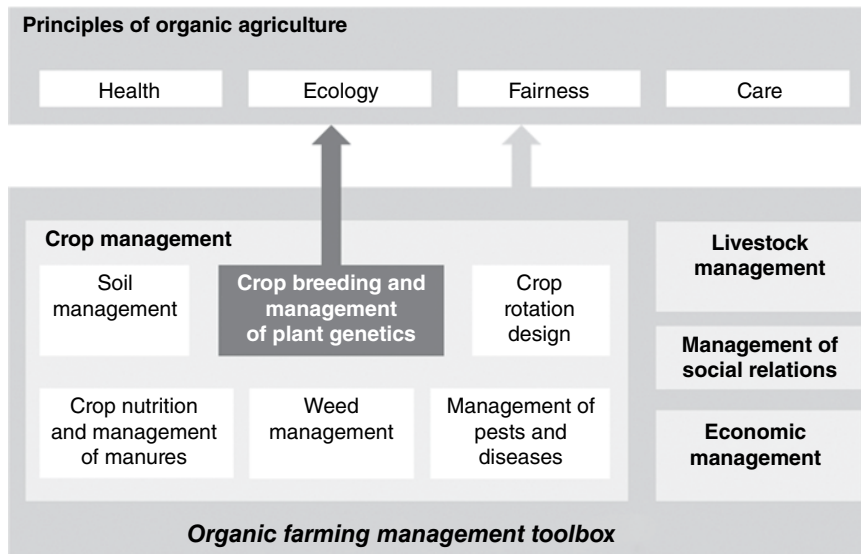 Principles of organic agriculture
Health
Ecology
Fairness
Care
Crop management
Soil
management
Crop breeding and
management
of plant genetics
Crop
rotation
design
Crop nutrition
and management
of manures
Weed
management
Management of
pests and
diseases
Livestock
management
Management of
social relations
Economic
management
Organic farming management toolbox